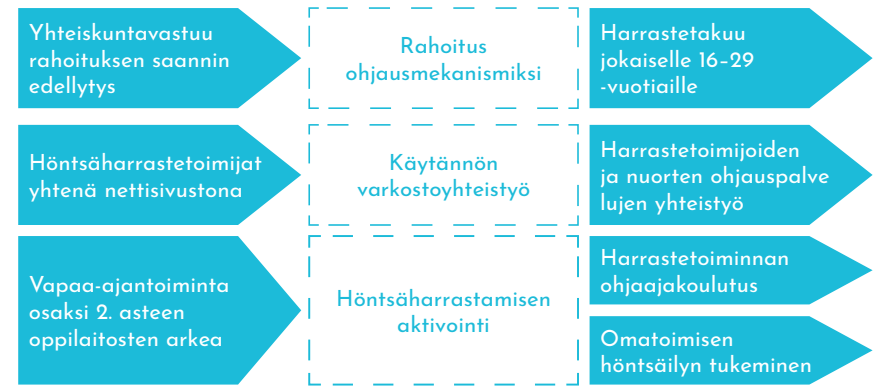 Yhteiskuntavastuu
rahoituksen saannin
edellytys
Rahoitus
ohjausmekanismiksi
Harrastetakuu
jokaiselle 16–29
-vuotiaille
Höntsäharrastetoimijat
yhtenä nettisivustona
Käytännön
varkostoyhteistyö
Harrastetoimijoiden
ja nuorten ohjauspalve
lujen yhteistyö
Vapaa-ajantoiminta
osaksi 2. asteen
oppilaitosten arkea
Höntsäharrastamisen
aktivointi
Harrastetoiminnan
ohjaajakoulutus
Omatoimisen
höntsäilyn tukeminen